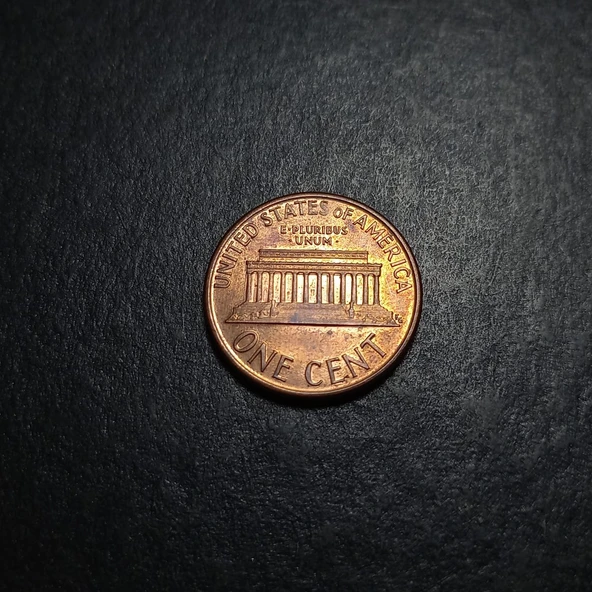 UNITED STATES OF AMERICA
E·PLURIBUS
·UNUM·
ONE CENT